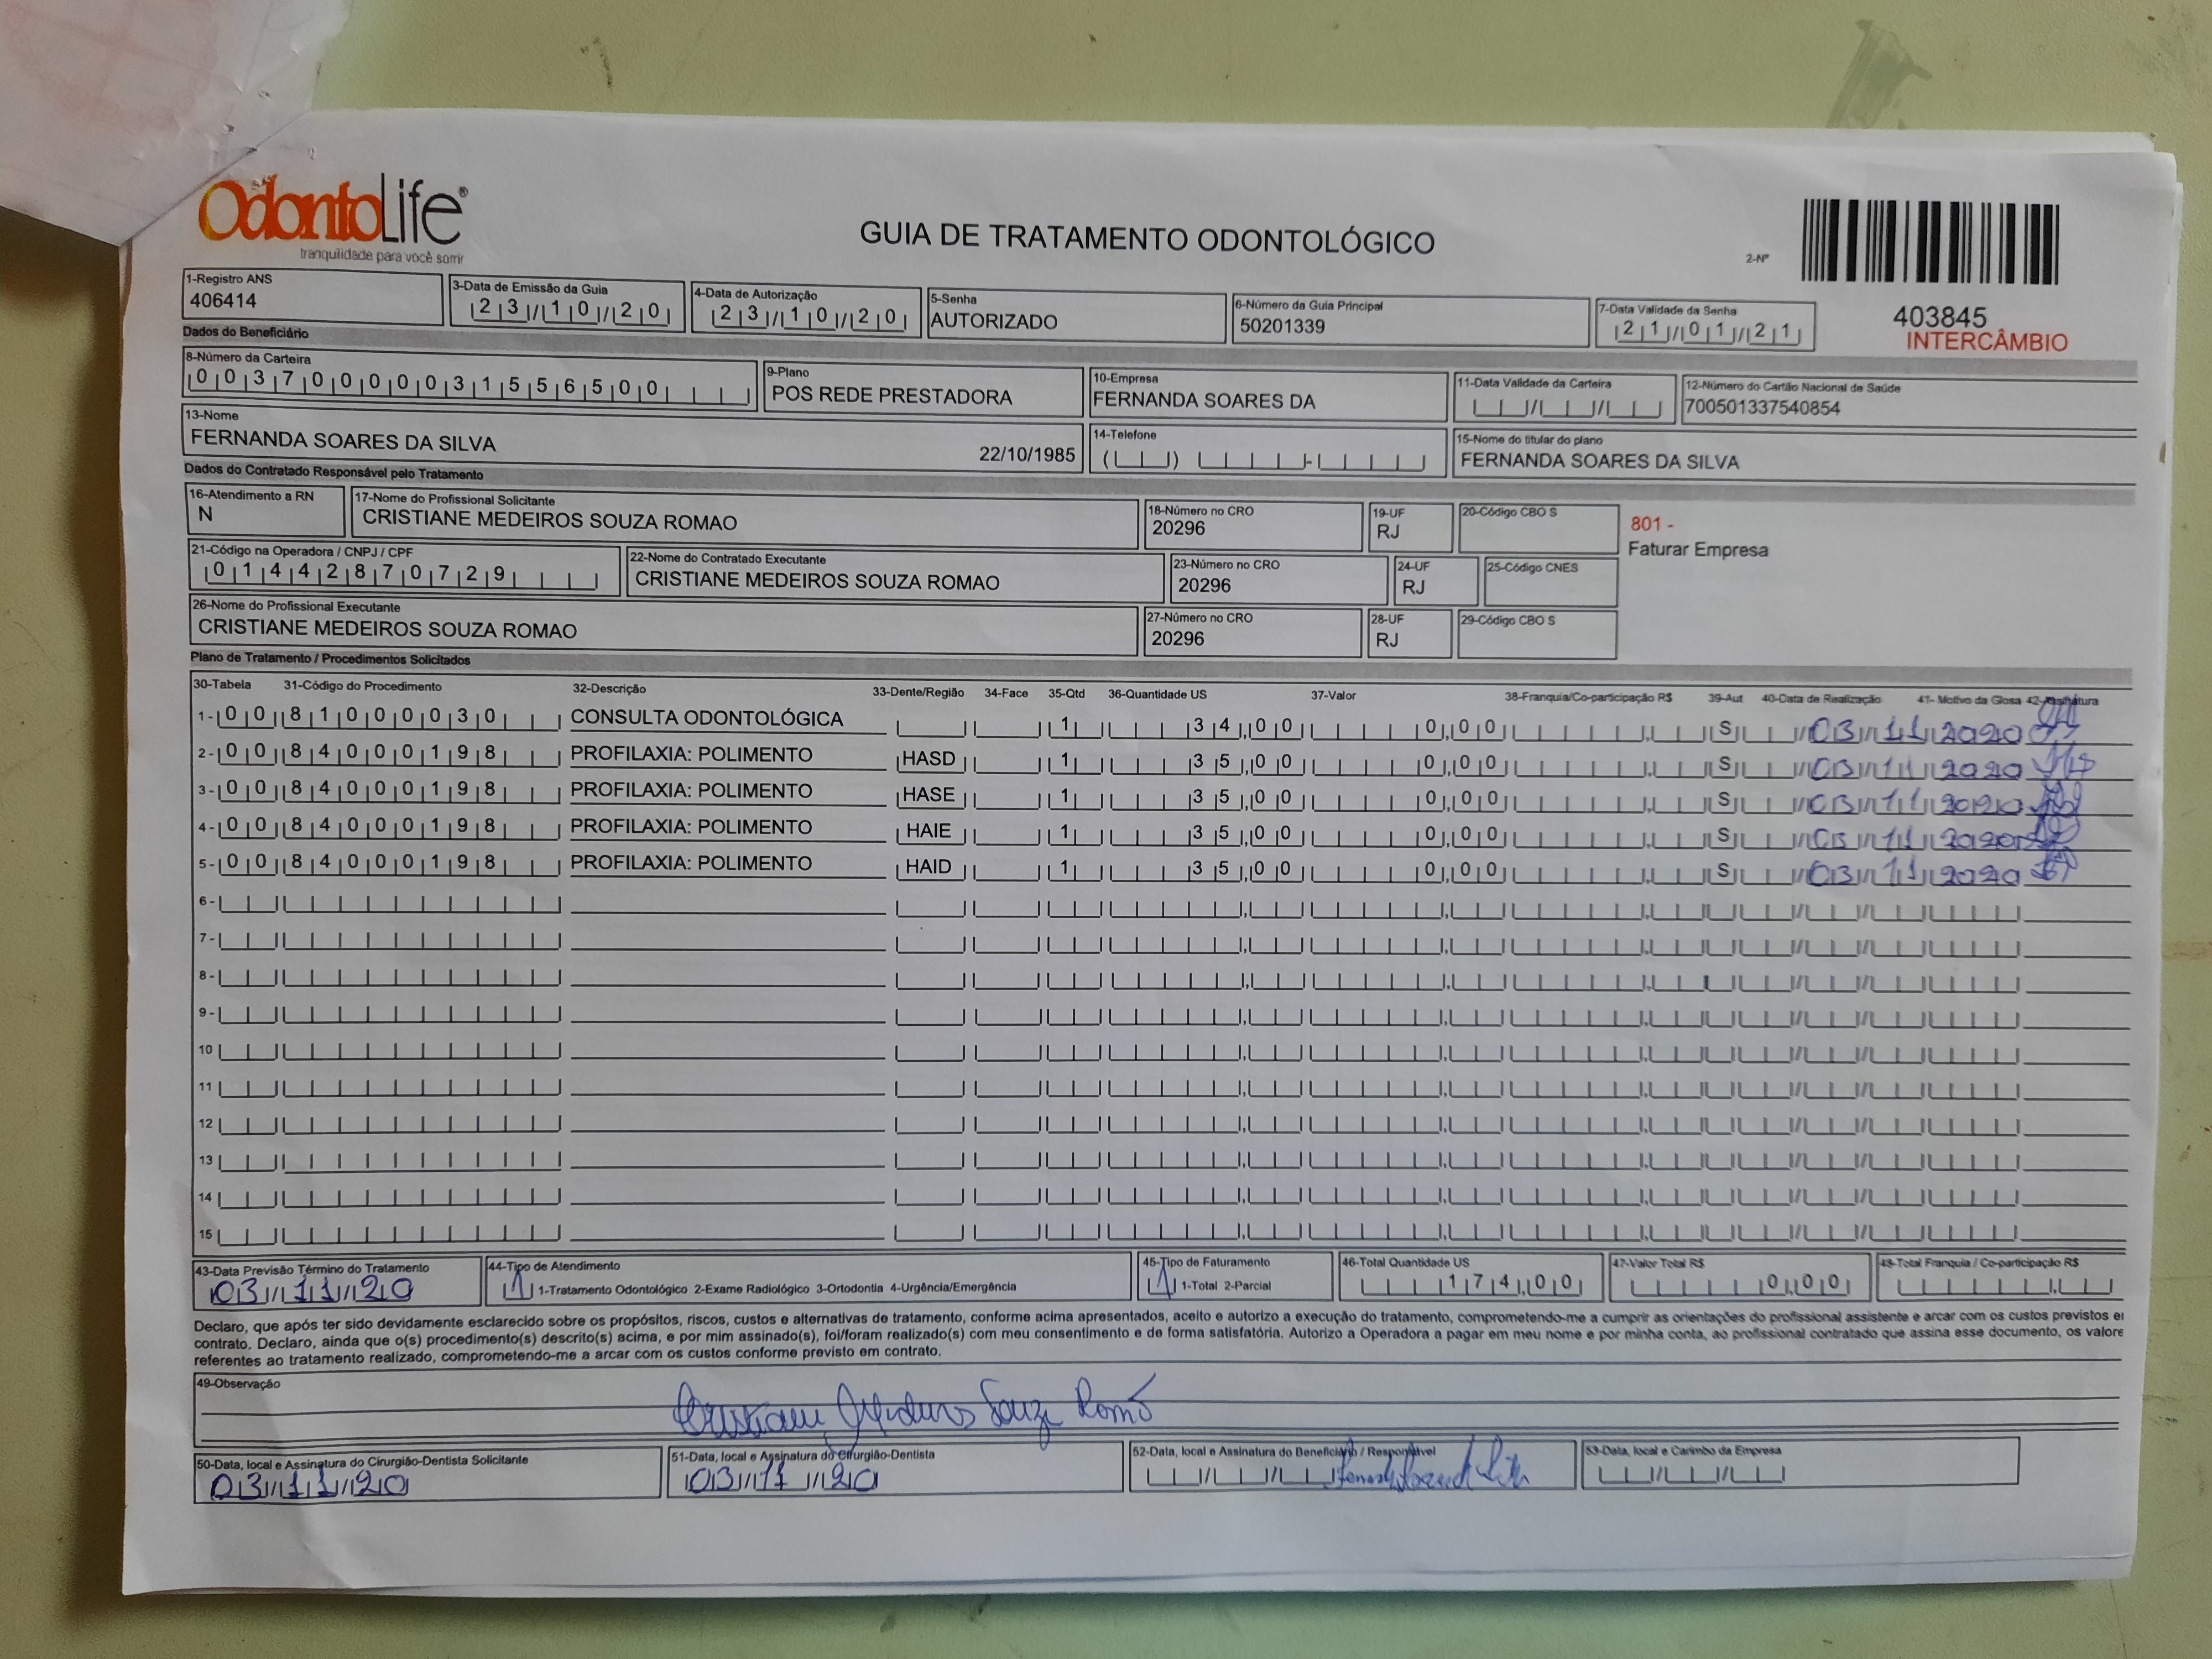 OdontoLife®
tranquilidade para você sorrir
GUIA DE TRATAMENTO ODONTOLÓGICO
2-Nº
403845
INTERCÂMBIO
1-Registro ANS
406414
3-Data de Emissão da Guia
23/10/20
4-Data de Autorização
23/10/20
5-Senha
AUTORIZADO
6-Número da Guia Principal
50201339
7-Data Validade da Senha
21/01/21
Dados do Beneficiário
8-Número da Carteira
00370000031556500
9-Plano
POS REDE PRESTADORA
10-Empresa
FERNANDA SOARES DA
11-Data Validade da Carteira
12-Número do Cartão Nacional de Saúde
700501337540854
13-Nome
FERNANDA SOARES DA SILVA 22/10/1985
14-Telefone
15-Nome do titular do plano
FERNANDA SOARES DA SILVA
Dados do Contratado Responsável pelo Tratamento
16-Atendimento a RN
N
17-Nome do Profissional Solicitante
CRISTIANE MEDEIROS SOUZA ROMAO
18-Número no CRO
20296
19-UF
RJ
20-Código CBO S
801 -
Faturar Empresa
21-Código na Operadora / CNPJ / CPF
01442870729
22-Nome do Contratado Executante
CRISTIANE MEDEIROS SOUZA ROMAO
23-Número no CRO
20296
24-UF
RJ
25-Código CNES
26-Nome do Profissional Executante
CRISTIANE MEDEIROS SOUZA ROMAO
27-Número no CRO
20296
28-UF
RJ
29-Código CBO S
Plano de Tratamento / Procedimentos Solicitados
30-Tabela 31-Código do Procedimento 32-Descrição 33-Dente/Região 34-Face 35-Qtd 36-Quantidade US 37-Valor 38-Franquia/Co-participação R$ 39-Aut 40-Data de Realização 41- Motivo da Glosa 42-Assinatura
1- 00 81000030 CONSULTA ODONTOLÓGICA 1 34,00 0,00 S 03/11/2020
2- 00 84000198 PROFILAXIA: POLIMENTO HASD 1 35,00 0,00 S 03/11/2020
3- 00 84000198 PROFILAXIA: POLIMENTO HASE 1 35,00 0,00 S 03/11/2020
4- 00 84000198 PROFILAXIA: POLIMENTO HAIE 1 35,00 0,00 S 03/11/2020
5- 00 84000198 PROFILAXIA: POLIMENTO HAID 1 35,00 0,00 S 03/11/2020
6-
7-
8-
9-
10
11
12
13
14
15
43-Data Previsão Término do Tratamento
03/11/20
44-Tipo de Atendimento
1 1-Tratamento Odontológico 2-Exame Radiológico 3-Ortodontia 4-Urgência/Emergência
45-Tipo de Faturamento
1 1-Total 2-Parcial
46-Total Quantidade US
174,00
47-Valor Total R$
0,00
48-Total Franquia / Co-participação R$
Declaro, que após ter sido devidamente esclarecido sobre os propósitos, riscos, custos e alternativas de tratamento, conforme acima apresentados, aceito e autorizo a execução do tratamento, comprometendo-me a cumprir as orientações do profissional assistente e arcar com os custos previstos e
contrato. Declaro, ainda que o(s) procedimento(s) descrito(s) acima, e por mim assinado(s), foi/foram realizado(s) com meu consentimento e de forma satisfatória. Autorizo a Operadora a pagar em meu nome e por minha conta, ao profissional contratado que assina esse documento, os valore
referentes ao tratamento realizado, comprometendo-me a arcar com os custos conforme previsto em contrato.
49-Observação
Cristiane Medeiros Souza Romão
50-Data, local e Assinatura do Cirurgião-Dentista Solicitante
03/11/20
51-Data, local e Assinatura do Cirurgião-Dentista
03/11/20
52-Data, local e Assinatura do Beneficiário / Responsável
53-Data, local e Carimbo da Empresa